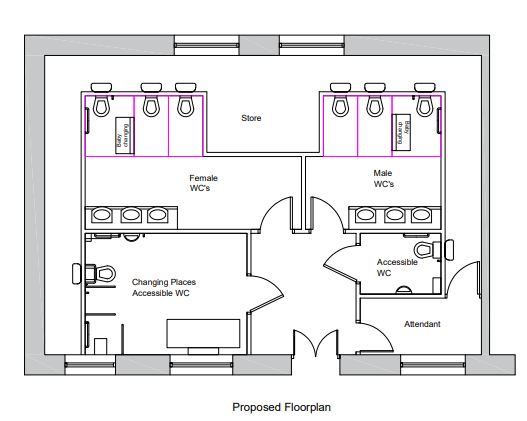 Store
Baby
changing
Baby
changing
Female
WC's
Male
WC's
Changing Places
Accessible WC
Accessible
WC
Attendant
Proposed Floorplan